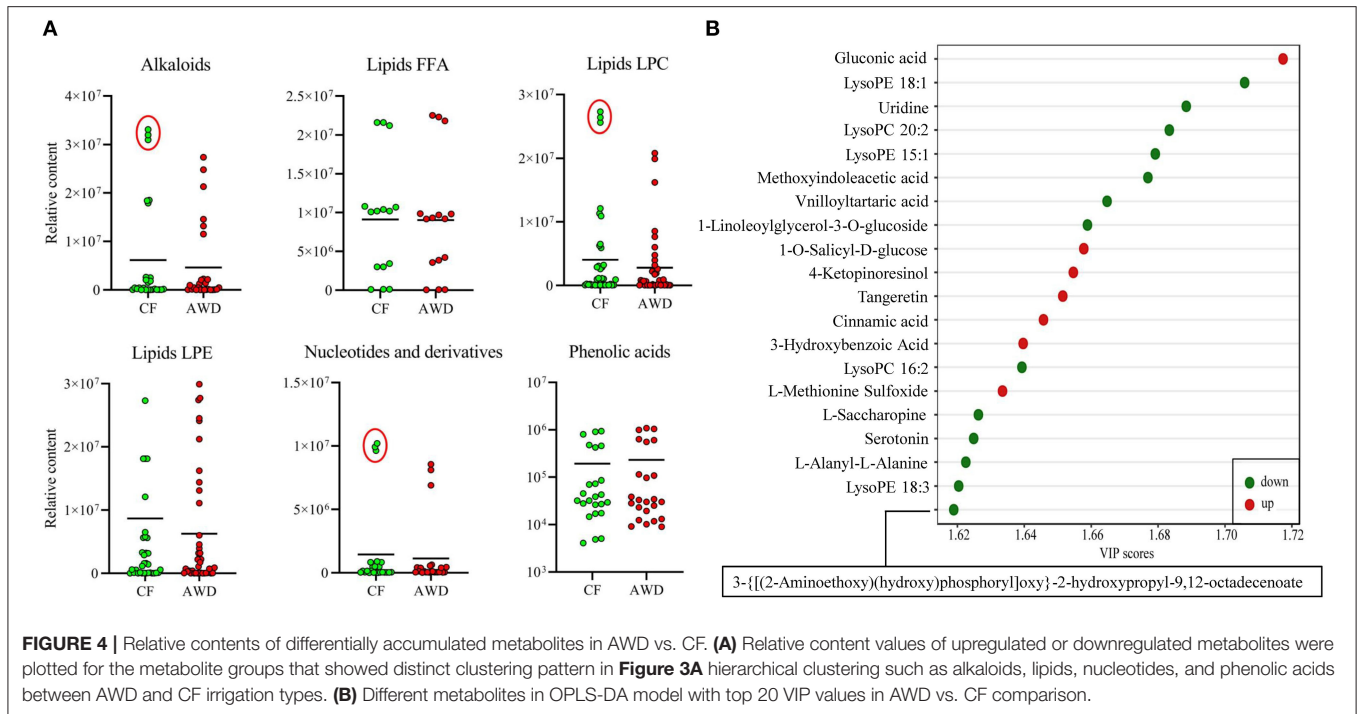 A
Alkaloids
Relative content
4×10⁷
3×10⁷
2×10⁷
1×10⁷
0
CF
AWD
Lipids FFA
2.5×10⁷
2×10⁷
1.5×10⁷
1×10⁷
5×10⁶
0
CF
AWD
Lipids LPC
3×10⁷
2×10⁷
1×10⁷
0
CF
AWD
Lipids LPE
Relative content
3×10⁷
2×10⁷
1×10⁷
0
CF
AWD
Nucleotides and derivatives
1.5×10⁷
1×10⁷
5×10⁶
0
CF
AWD
Phenolic acids
10⁷
10⁶
10⁵
10⁴
10³
CF
AWD
B
Gluconic acid
LysoPE 18:1
Uridine
LysoPC 20:2
LysoPE 15:1
Methoxyindoleacetic acid
Vnilloyltartaric acid
1-Linoleoylglycerol-3-O-glucoside
1-O-Salicyl-D-glucose
4-Ketopinoresinol
Tangeretin
Cinnamic acid
3-Hydroxybenzoic Acid
LysoPC 16:2
L-Methionine Sulfoxide
L-Saccharopine
Serotonin
L-Alanyl-L-Alanine
LysoPE 18:3
down
up
1.62 1.64 1.66 1.68 1.70 1.72
VIP scores
3-{[(2-Aminoethoxy)(hydroxy)phosphoryl]oxy}-2-hydroxypropyl-9,12-octadecenoate
FIGURE 4 | Relative contents of differentially accumulated metabolites in AWD vs. CF. (A) Relative content values of upregulated or downregulated metabolites were
plotted for the metabolite groups that showed distinct clustering pattern in Figure 3A hierarchical clustering such as alkaloids, lipids, nucleotides, and phenolic acids
between AWD and CF irrigation types. (B) Different metabolites in OPLS-DA model with top 20 VIP values in AWD vs. CF comparison.